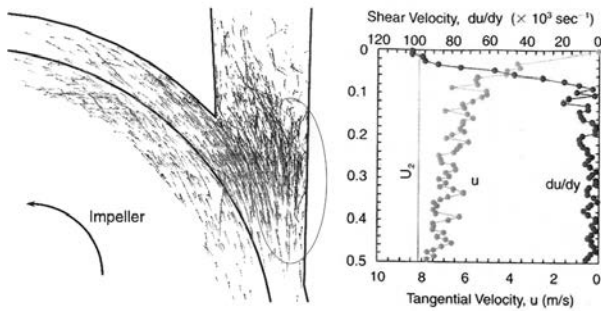 Impeller
Shear Velocity, du/dy (× 10³ sec⁻¹)
120 100 80 60 40 20 0
0
0.1
0.2
0.3
0.4
0.5
U₂
u
du/dy
10 8 6 4 2 0
Tangential Velocity, u (m/s)